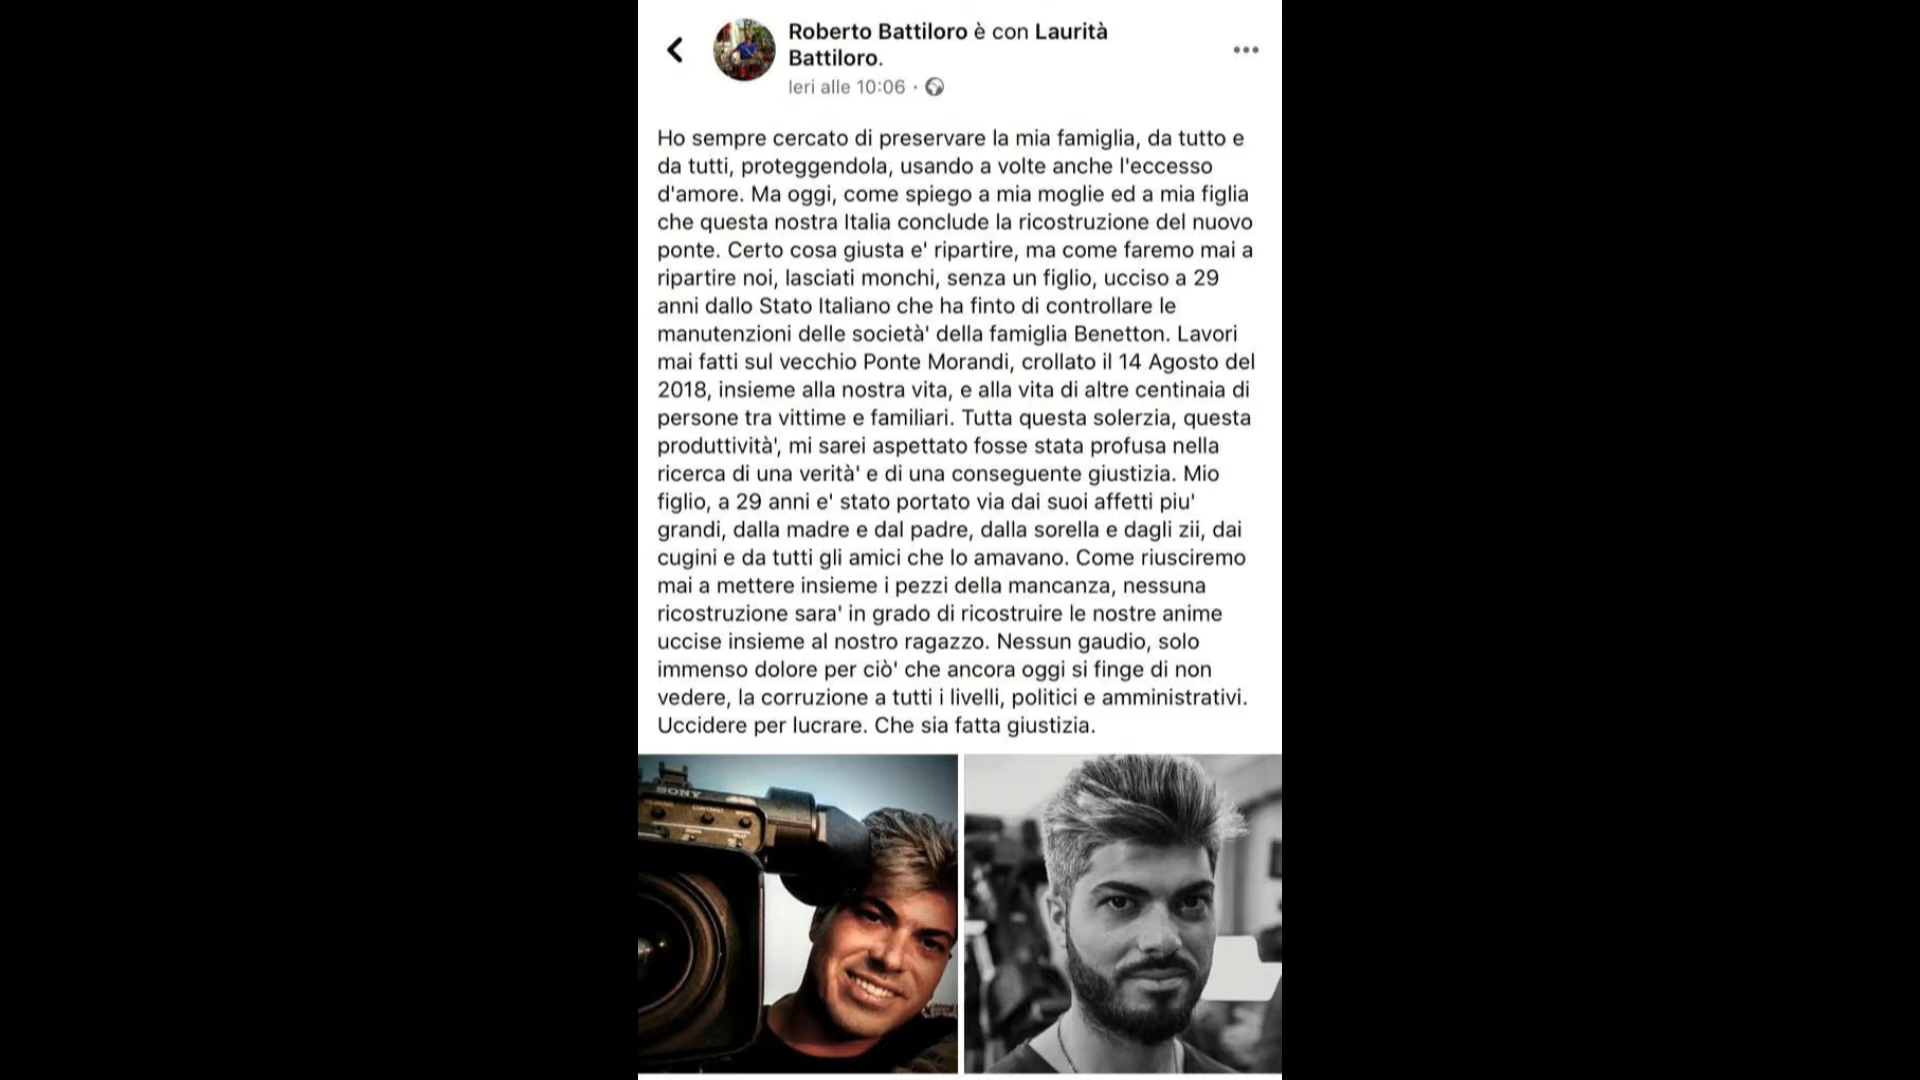 Roberto Battiloro è con Laurità
Battiloro.
Ieri alle 10:06 ·
Ho sempre cercato di preservare la mia famiglia, da tutto e
da tutti, proteggendola, usando a volte anche l'eccesso
d'amore. Ma oggi, come spiego a mia moglie ed a mia figlia
che questa nostra Italia conclude la ricostruzione del nuovo
ponte. Certo cosa giusta e' ripartire, ma come faremo mai a
ripartire noi, lasciati monchi, senza un figlio, ucciso a 29
anni dallo Stato Italiano che ha finto di controllare le
manutenzioni delle società' della famiglia Benetton. Lavori
mai fatti sul vecchio Ponte Morandi, crollato il 14 Agosto del
2018, insieme alla nostra vita, e alla vita di altre centinaia di
persone tra vittime e familiari. Tutta questa solerzia, questa
produttività', mi sarei aspettato fosse stata profusa nella
ricerca di una verità' e di una conseguente giustizia. Mio
figlio, a 29 anni e' stato portato via dai suoi affetti piu'
grandi, dalla madre e dal padre, dalla sorella e dagli zii, dai
cugini e da tutti gli amici che lo amavano. Come riusciremo
mai a mettere insieme i pezzi della mancanza, nessuna
ricostruzione sara' in grado di ricostruire le nostre anime
uccise insieme al nostro ragazzo. Nessun gaudio, solo
immenso dolore per ciò' che ancora oggi si finge di non
vedere, la corruzione a tutti i livelli, politici e amministrativi.
Uccidere per lucrare. Che sia fatta giustizia.
SONY